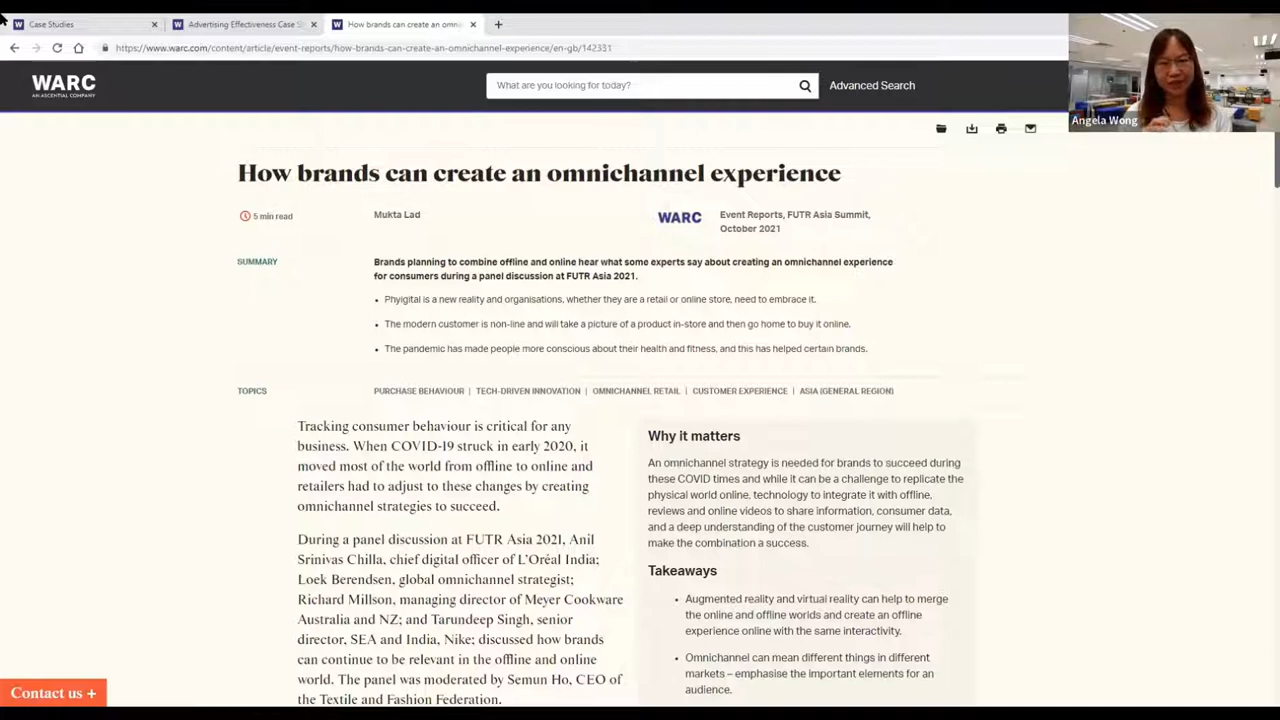 Case Studies
Advertising Effectiveness Case St
How brands can create an omni
https://www.warc.com/content/article/event-reports/how-brands-can-create-an-omnichannel-experience/en-gb/142331
WARC
AN ASCENTIAL COMPANY
What are you looking for today?
Advanced Search
Angela Wong
How brands can create an omnichannel experience
5 min read
Mukta Lad
WARC
Event Reports, FUTR Asia Summit,
October 2021
SUMMARY
Brands planning to combine offline and online hear what some experts say about creating an omnichannel experience
for consumers during a panel discussion at FUTR Asia 2021.
• Phyigital is a new reality and organisations, whether they are a retail or online store, need to embrace it.
• The modern customer is non-line and will take a picture of a product in-store and then go home to buy it online.
• The pandemic has made people more conscious about their health and fitness, and this has helped certain brands.
TOPICS
PURCHASE BEHAVIOUR | TECH-DRIVEN INNOVATION | OMNICHANNEL RETAIL | CUSTOMER EXPERIENCE | ASIA (GENERAL REGION)
Tracking consumer behaviour is critical for any
business. When COVID-19 struck in early 2020, it
moved most of the world from offline to online and
retailers had to adjust to these changes by creating
omnichannel strategies to succeed.
During a panel discussion at FUTR Asia 2021, Anil
Srinivas Chilla, chief digital officer of L'Oréal India;
Loek Berendsen, global omnichannel strategist;
Richard Millson, managing director of Meyer Cookware
Australia and NZ; and Tarundeep Singh, senior
director, SEA and India, Nike; discussed how brands
can continue to be relevant in the offline and online
world. The panel was moderated by Semun Ho, CEO of
the Textile and Fashion Federation.
Why it matters
An omnichannel strategy is needed for brands to succeed during
these COVID times and while it can be a challenge to replicate the
physical world online, technology to integrate it with offline,
reviews and online videos to share information, consumer data,
and a deep understanding of the customer journey will help to
make the combination a success.
Takeaways
• Augmented reality and virtual reality can help to merge
the online and offline worlds and create an offline
experience online with the same interactivity.
• Omnichannel can mean different things in different
markets – emphasise the important elements for an
audience.
Contact us +